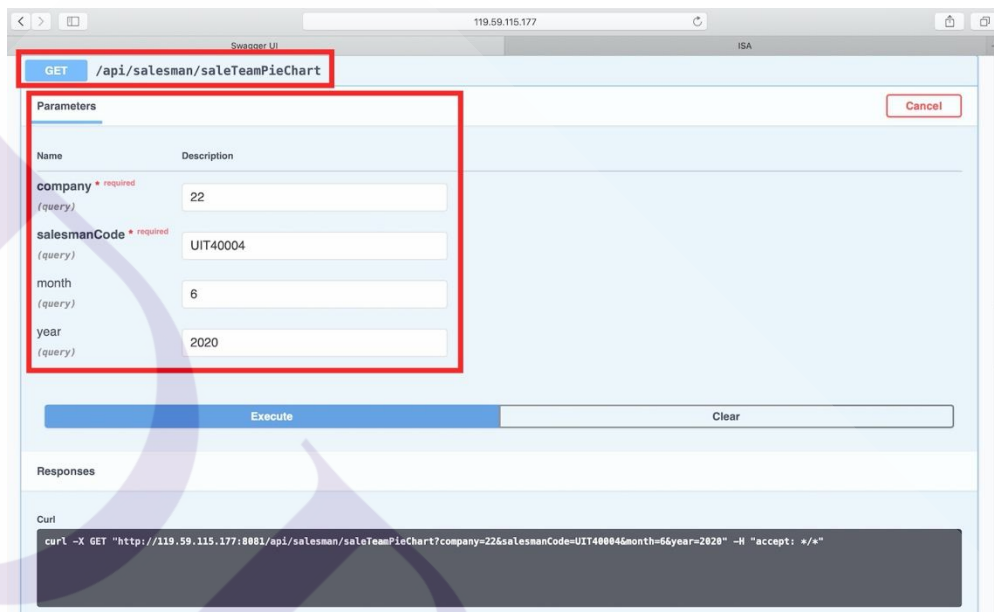 119.59.115.177
Swagger UI
ISA
GET /api/salesman/saleTeamPieChart
Parameters
Cancel
Name Description
company * required
(query)
22
salesmanCode * required
(query)
UIT40004
month
(query)
6
year
(query)
2020
Execute
Clear
Responses
Curl
curl -X GET "http://119.59.115.177:8081/api/salesman/saleTeamPieChart?company=22&salesmanCode=UIT40004&month=6&year=2020" -H "accept: */*"